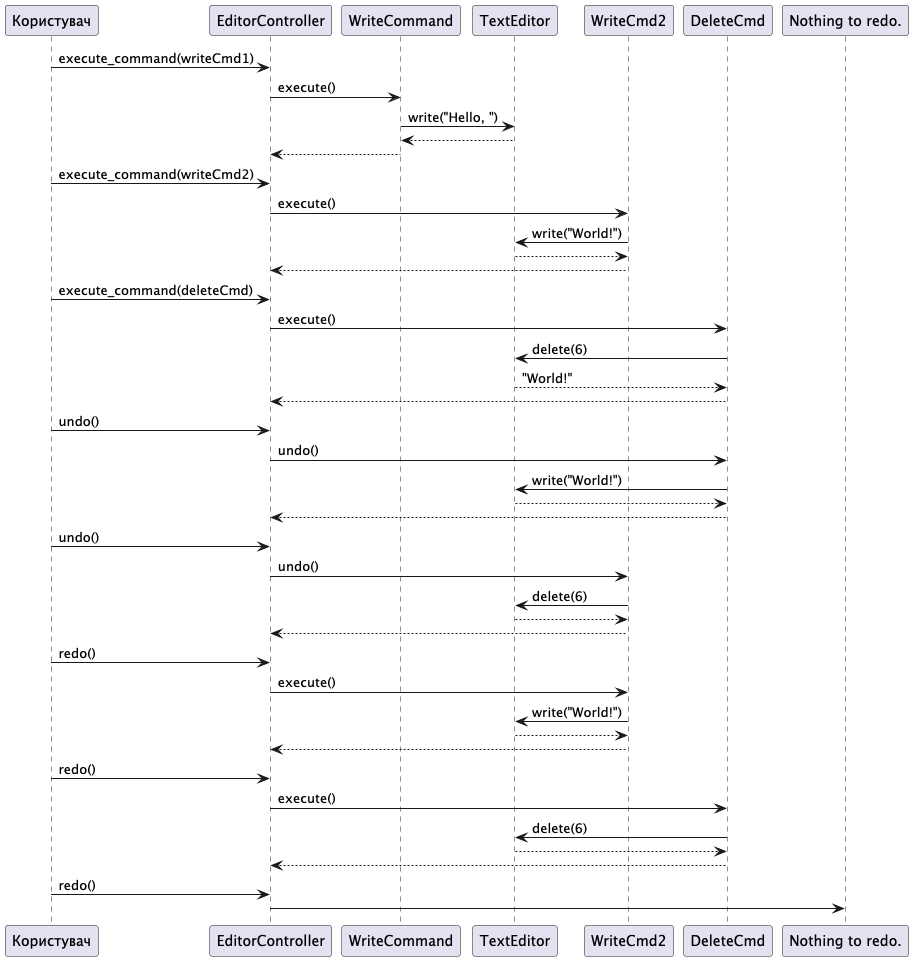 Користувач EditorController WriteCommand TextEditor WriteCmd2 DeleteCmd Nothing to redo.
execute_command(writeCmd1)
execute()
write("Hello, ")
execute_command(writeCmd2)
execute()
write("World!")
execute_command(deleteCmd)
execute()
delete(6)
"World!"
undo()
undo()
write("World!")
undo()
undo()
delete(6)
redo()
execute()
write("World!")
redo()
execute()
delete(6)
redo()
Користувач EditorController WriteCommand TextEditor WriteCmd2 DeleteCmd Nothing to redo.